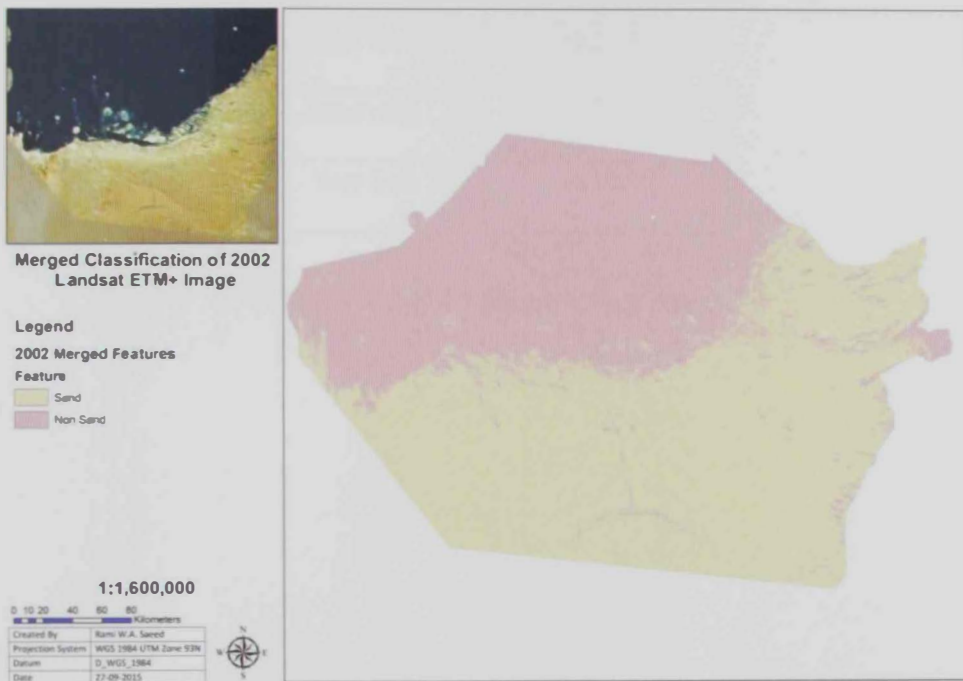 Merged Classification of 2002
Landsat ETM+ Image
Legend
2002 Merged Features
Feature
Sand
Non Sand
1:1,600,000
0 10 20 40 60 80
Kilometers
Created By Rami W.A. Saeed
Projection System WGS 1984 UTM Zone 93N
Datum D_WGS_1984
Date 27-09-2015
N
W E
S